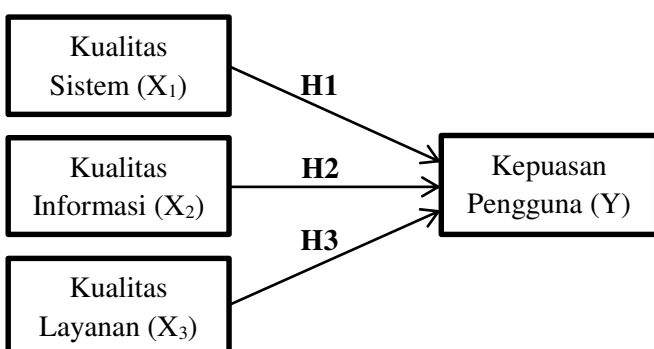 Kualitas
Sistem (X₁)
H1
Kualitas
Informasi (X₂)
H2
Kepuasan
Pengguna (Y)
H3
Kualitas
Layanan (X₃)